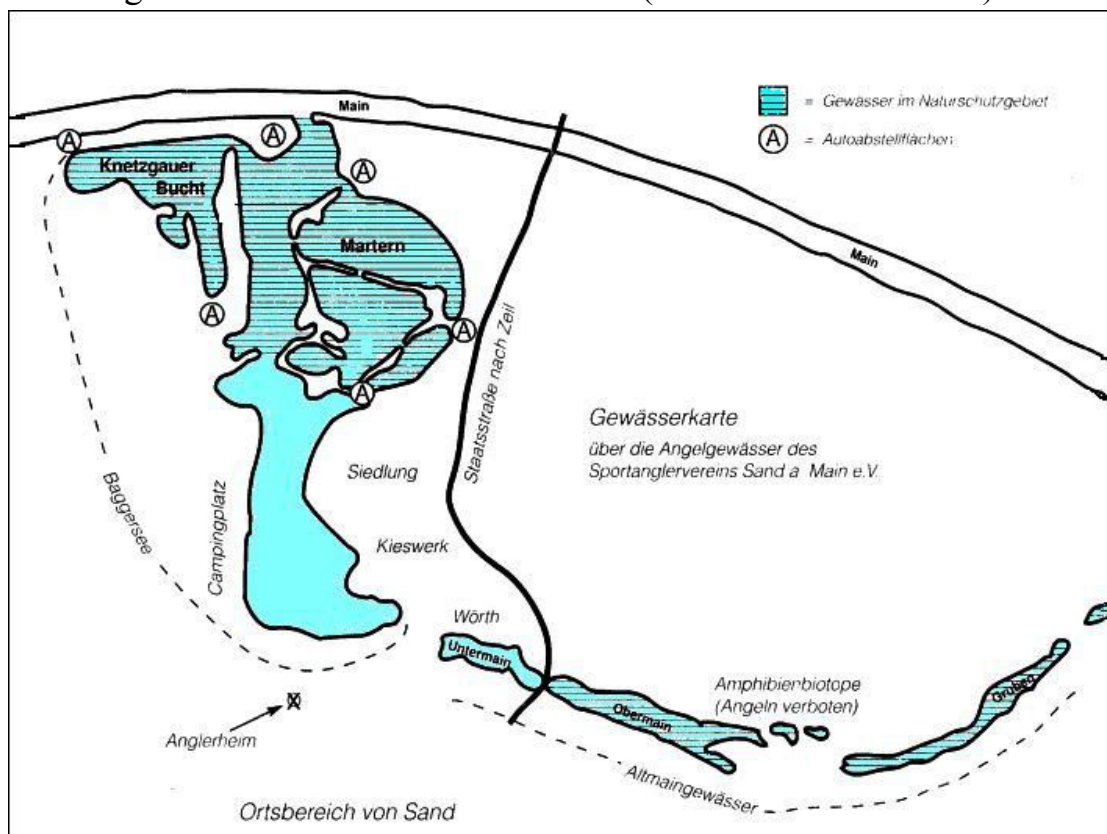 Main
= Gewässer im Naturschutzgebiet
A = Autoabstellflächen
A
A
A
Knetzgauer
Bucht
Martern
Main
A
A
A
Staatsstraße nach Zeil
Gewässerkarte
über die Angelgewässer des
Sportanglervereins Sand a Main e.V.
Siedlung
Baggersee
Campingplatz
Kieswerk
Wörth
Untermain
Obermain
Amphibienbiotope
(Angeln verboten)
Gruben
Anglerheim
Altmaingewässer
Ortsbereich von Sand